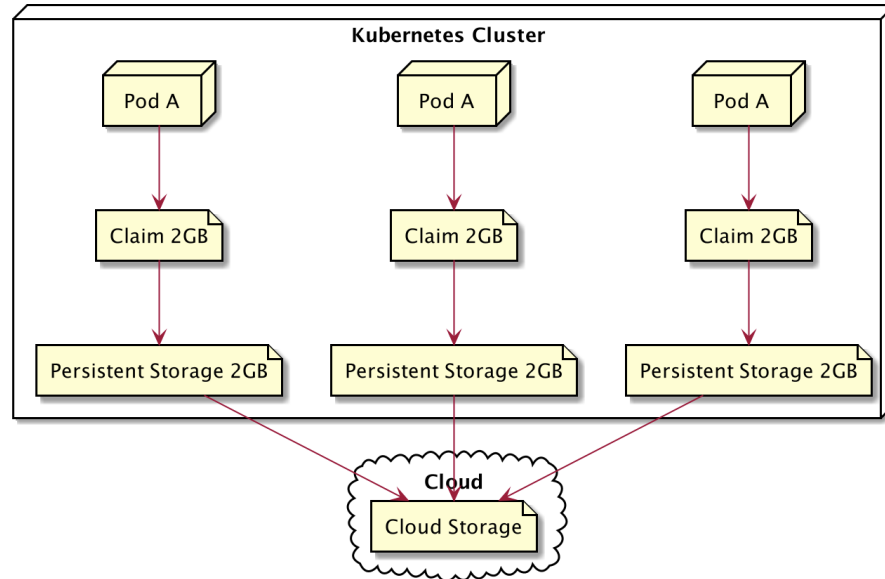 Kubernetes Cluster
Pod A
Pod A
Pod A
Claim 2GB
Claim 2GB
Claim 2GB
Persistent Storage 2GB
Persistent Storage 2GB
Persistent Storage 2GB
Cloud
Cloud Storage